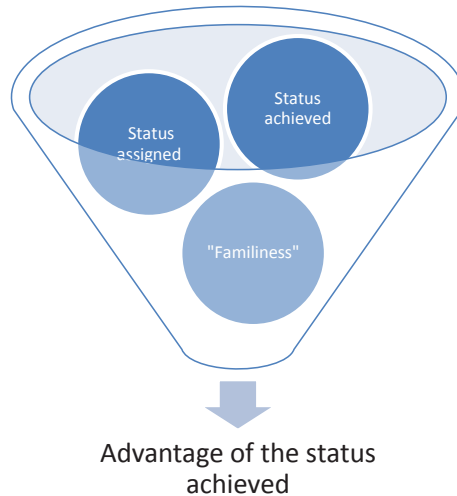 Status
achieved
Status
assigned
"Familiness"
Advantage of the status
achieved